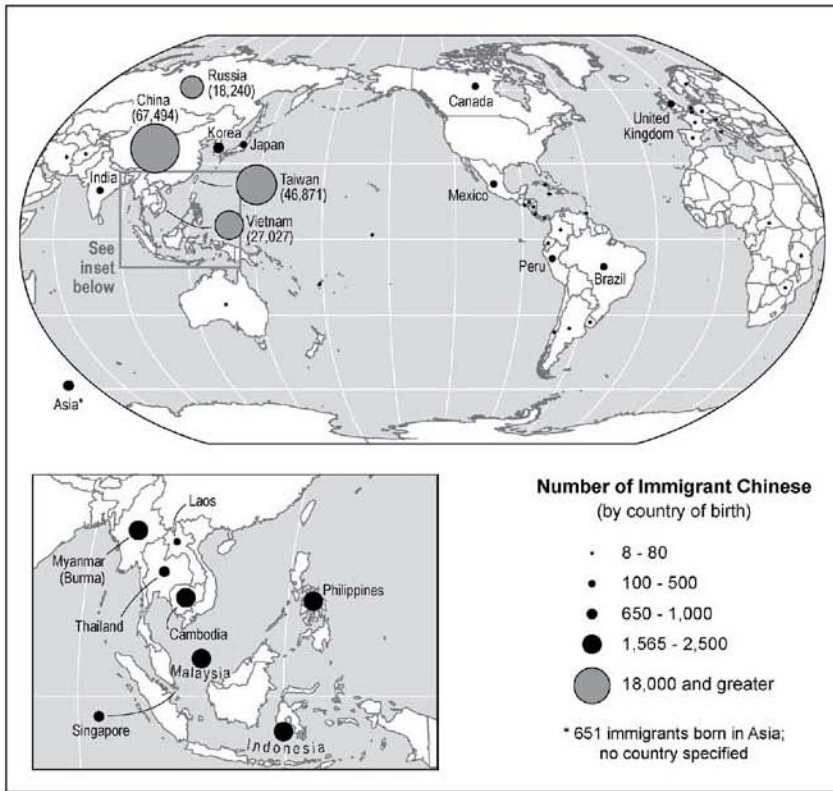 Russia
(18,240)
China
(67,494)
Korea
Japan
India
Taiwan
(46,871)
Vietnam
(27,027)
See
inset
below
Asia*
Canada
United
Kingdom
Mexico
Peru
Brazil
Laos
Myanmar
(Burma)
Thailand
Cambodia
Philippines
Malaysia
Singapore
Indonesia
Number of Immigrant Chinese
(by country of birth)
8 - 80
100 - 500
650 - 1,000
1,565 - 2,500
18,000 and greater
* 651 immigrants born in Asia;
no country specified